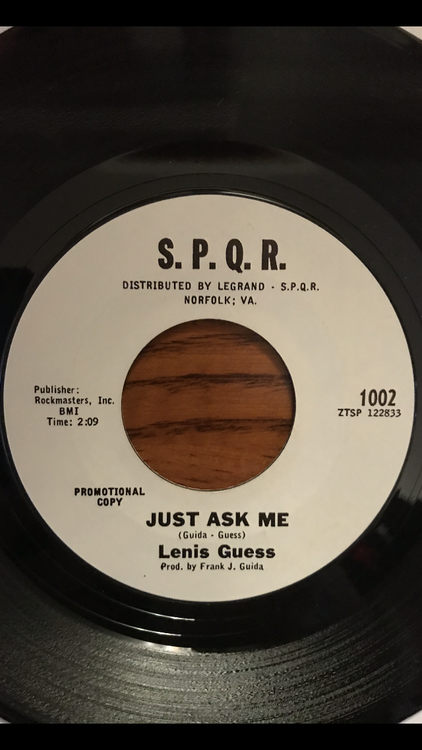 S. P. Q. R.
DISTRIBUTED BY LEGRAND - S.P.Q.R.
NORFOLK; VA.
Publisher:
Rockmasters, Inc.
BMI
Time: 2:09
1002
ZTSP 122833
PROMOTIONAL
COPY
JUST ASK ME
(Guida - Guess)
Lenis Guess
Prod. by Frank J. Guida